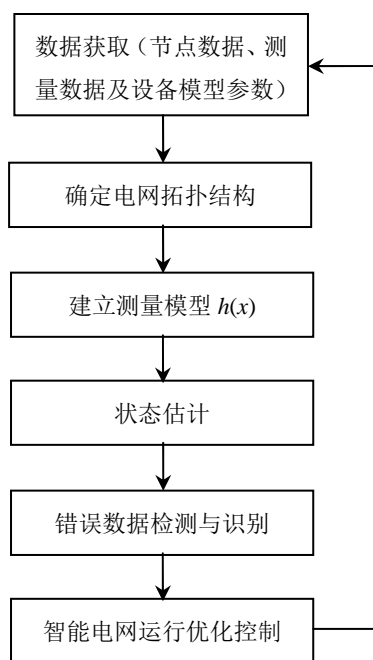 数据获取（节点数据、测
量数据及设备模型参数）
确定电网拓扑结构
建立测量模型 h(x)
状态估计
错误数据检测与识别
智能电网运行优化控制